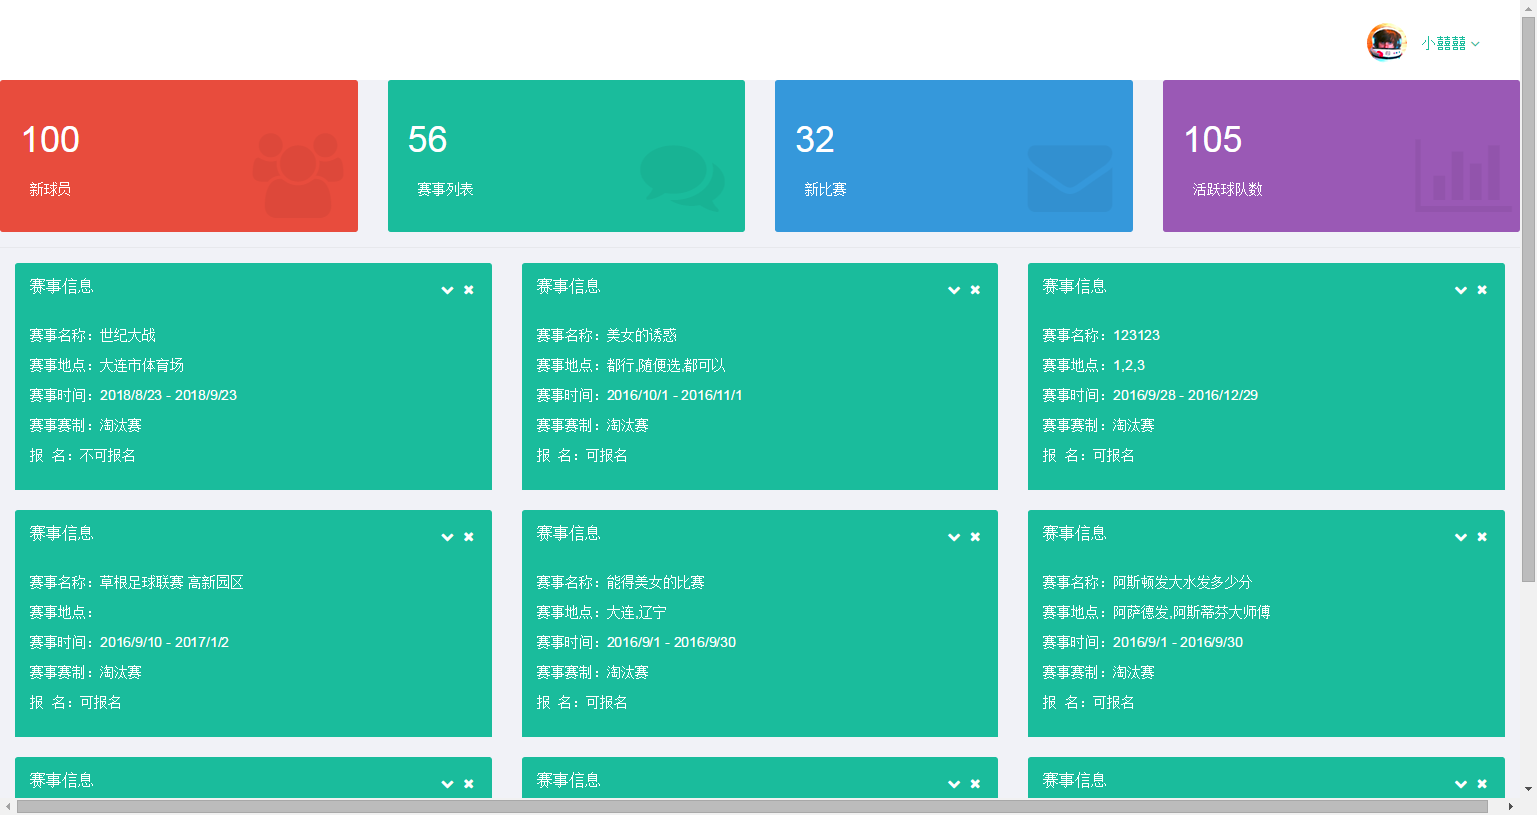 小囍囍
100
新球员
56
赛事列表
32
新比赛
105
活跃球队数
赛事信息
赛事名称：世纪大战
赛事地点：大连市体育场
赛事时间：2018/8/23 - 2018/9/23
赛事赛制：淘汰赛
报 名：不可报名
赛事信息
赛事名称：美女的诱惑
赛事地点：都行,随便选,都可以
赛事时间：2016/10/1 - 2016/11/1
赛事赛制：淘汰赛
报 名：可报名
赛事信息
赛事名称：123123
赛事地点：1,2,3
赛事时间：2016/9/28 - 2016/12/29
赛事赛制：淘汰赛
报 名：可报名
赛事信息
赛事名称：草根足球联赛 高新园区
赛事地点：
赛事时间：2016/9/10 - 2017/1/2
赛事赛制：淘汰赛
报 名：可报名
赛事信息
赛事名称：能得美女的比赛
赛事地点：大连,辽宁
赛事时间：2016/9/1 - 2016/9/30
赛事赛制：淘汰赛
报 名：可报名
赛事信息
赛事名称：阿斯顿发大水发多少分
赛事地点：阿萨德发,阿斯蒂芬大师傅
赛事时间：2016/9/1 - 2016/9/30
赛事赛制：淘汰赛
报 名：可报名
赛事信息
赛事信息
赛事信息